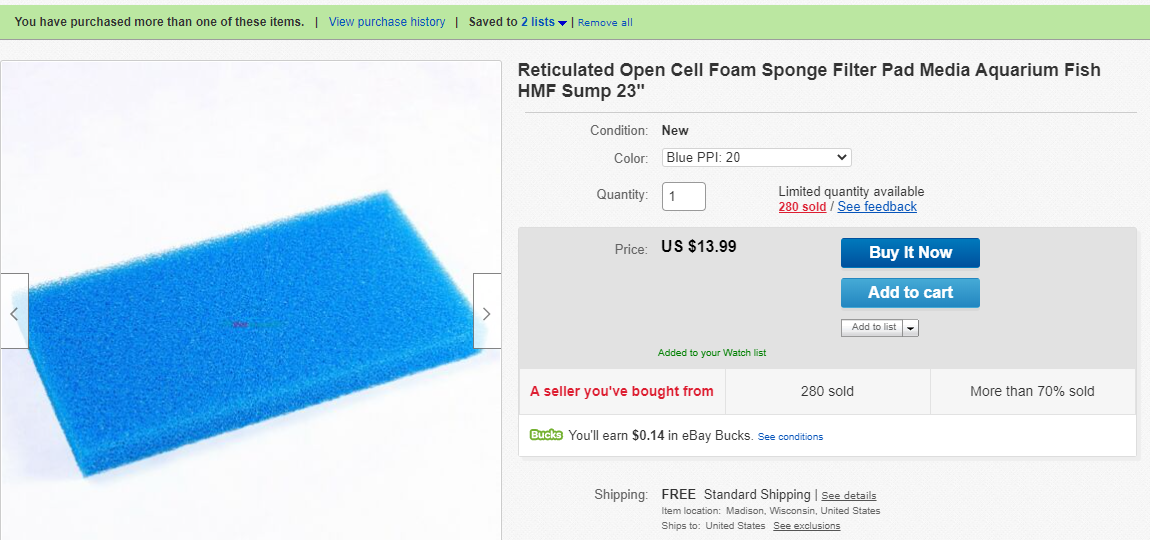 You have purchased more than one of these items. | View purchase history | Saved to 2 lists | Remove all
Reticulated Open Cell Foam Sponge Filter Pad Media Aquarium Fish
HMF Sump 23"
Condition: New
Color: Blue PPI: 20
Quantity: 1
Limited quantity available
280 sold / See feedback
Price: US $13.99
Buy It Now
Add to cart
Add to list
Added to your Watch list
A seller you've bought from 280 sold More than 70% sold
Bucks You'll earn $0.14 in eBay Bucks. See conditions
Shipping: FREE Standard Shipping | See details
Item location: Madison, Wisconsin, United States
Ships to: United States See exclusions